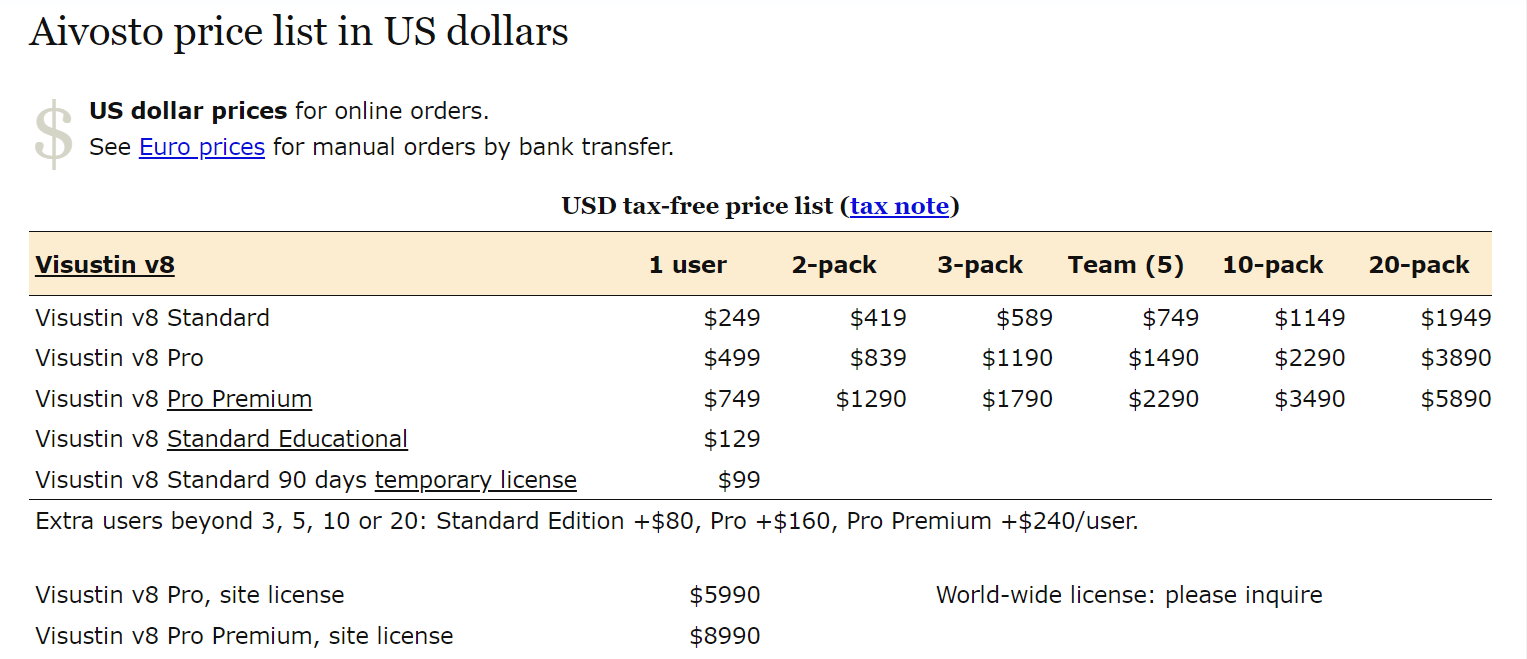 Aivosto price list in US dollars
$
US dollar prices for online orders.
See Euro prices for manual orders by bank transfer.
USD tax-free price list (tax note)
Visustin v8 1 user 2-pack 3-pack Team (5) 10-pack 20-pack
Visustin v8 Standard $249 $419 $589 $749 $1149 $1949
Visustin v8 Pro $499 $839 $1190 $1490 $2290 $3890
Visustin v8 Pro Premium $749 $1290 $1790 $2290 $3490 $5890
Visustin v8 Standard Educational $129
Visustin v8 Standard 90 days temporary license $99
Extra users beyond 3, 5, 10 or 20: Standard Edition +$80, Pro +$160, Pro Premium +$240/user.
Visustin v8 Pro, site license $5990 World-wide license: please inquire
Visustin v8 Pro Premium, site license $8990